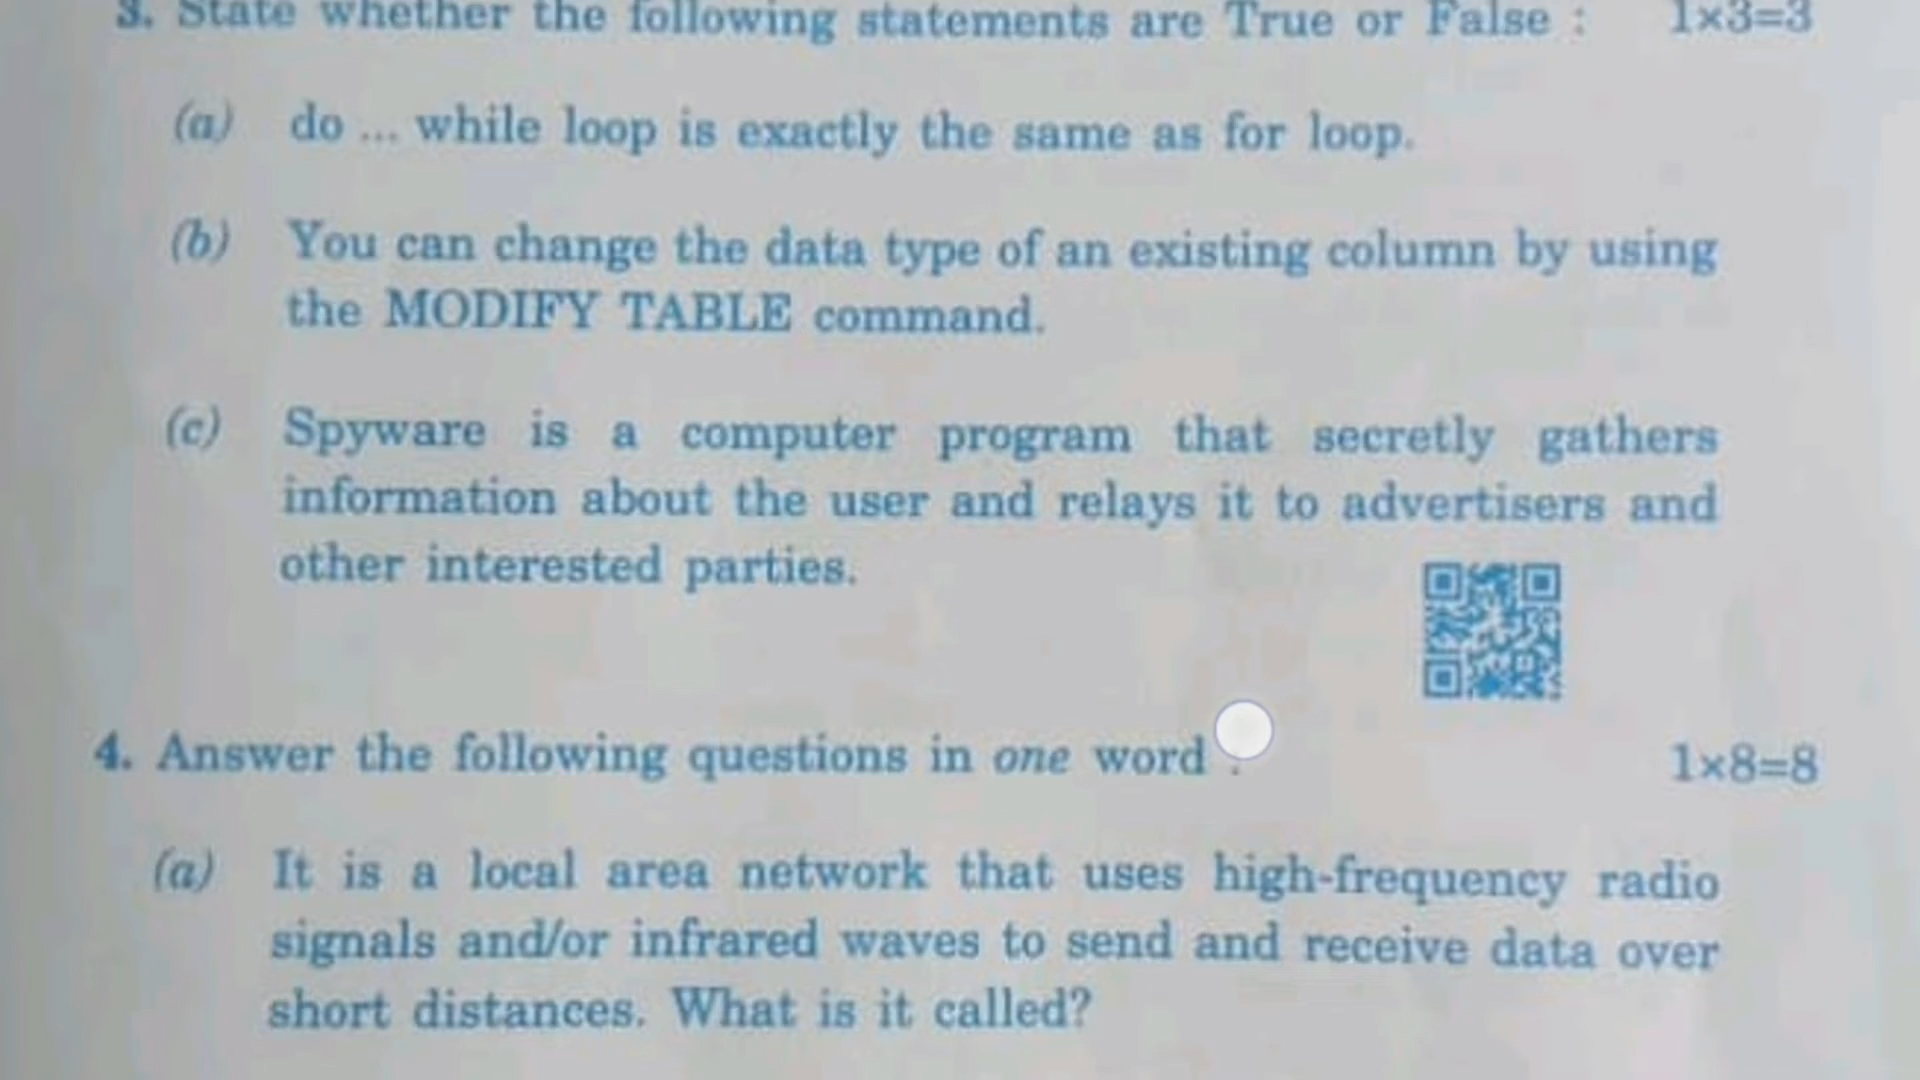 3. State whether the following statements are True or False : 1×3=3
(a) do ... while loop is exactly the same as for loop.
(b) You can change the data type of an existing column by using
the MODIFY TABLE command.
(c) Spyware is a computer program that secretly gathers
information about the user and relays it to advertisers and
other interested parties.
4. Answer the following questions in one word : 1×8=8
(a) It is a local area network that uses high-frequency radio
signals and/or infrared waves to send and receive data over
short distances. What is it called?